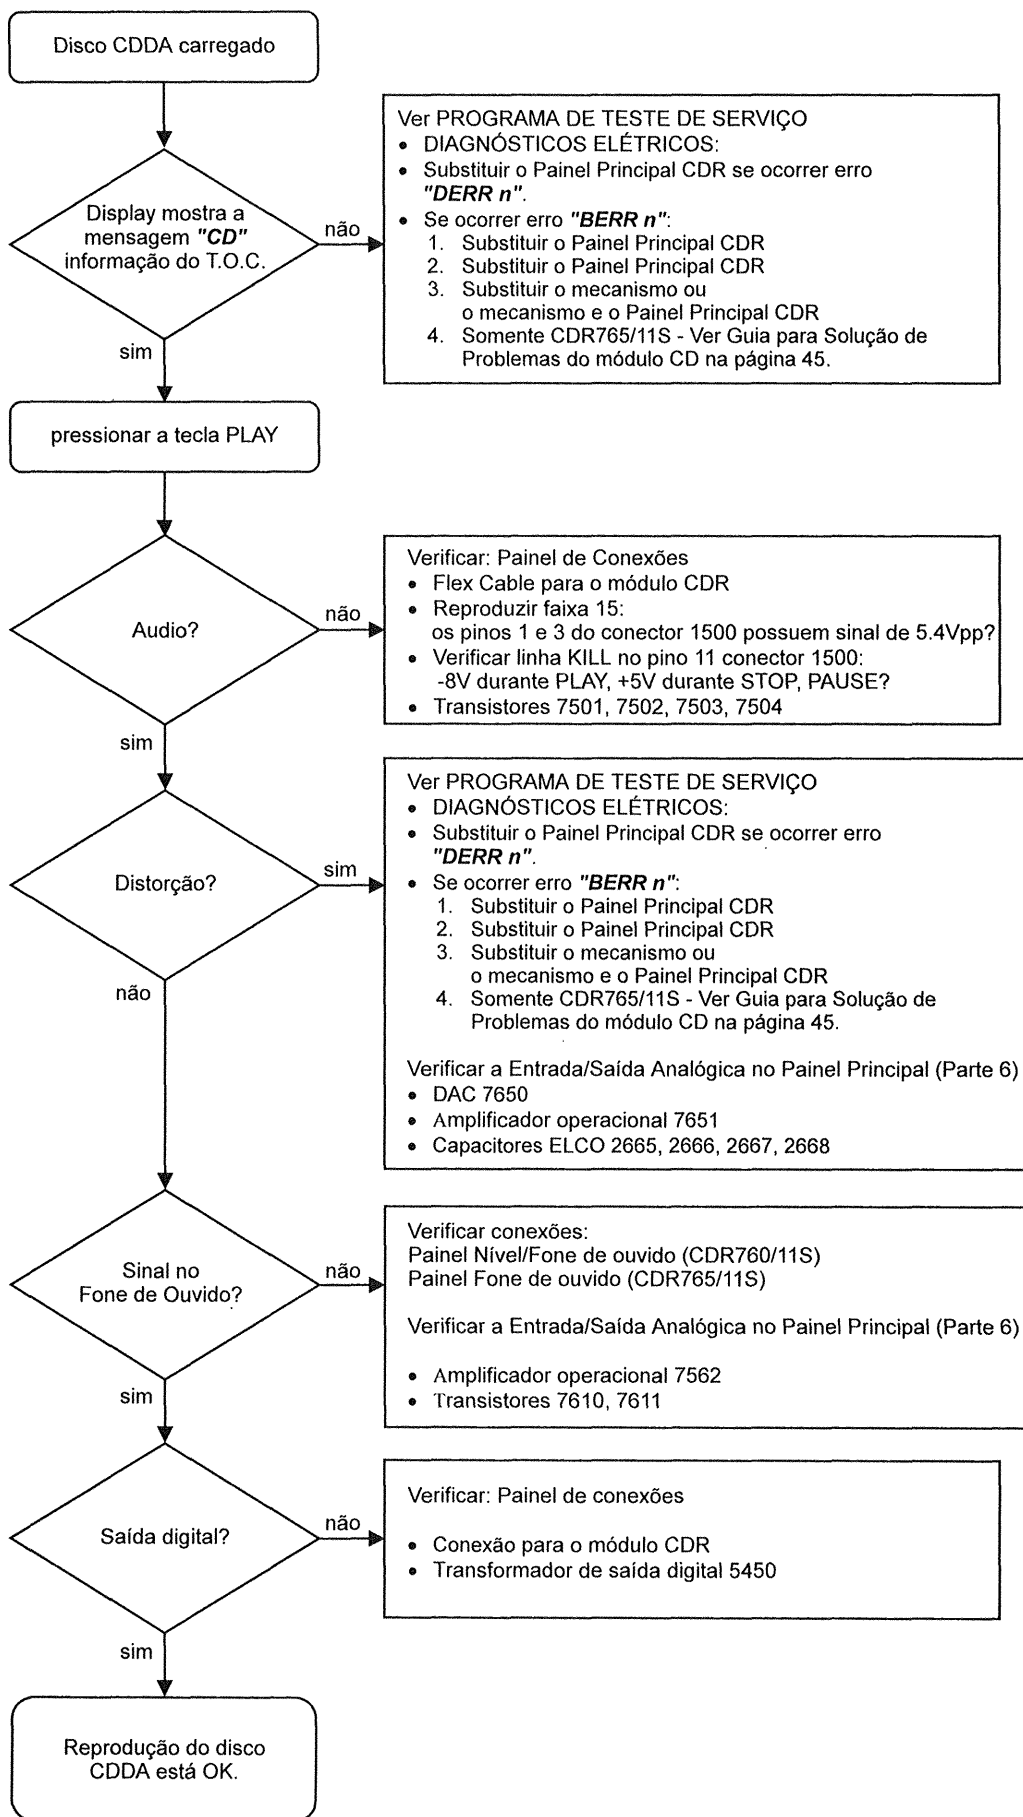 Disco CDDA carregado
Display mostra a
mensagem "CD"
informação do T.O.C.
não
Ver PROGRAMA DE TESTE DE SERVIÇO
• DIAGNÓSTICOS ELÉTRICOS:
• Substituir o Painel Principal CDR se ocorrer erro
"DERR n".
• Se ocorrer erro "BERR n":
1. Substituir o Painel Principal CDR
2. Substituir o Painel Principal CDR
3. Substituir o mecanismo ou
o mecanismo e o Painel Principal CDR
4. Somente CDR765/11S - Ver Guia para Solução de
Problemas do módulo CD na página 45.
sim
pressionar a tecla PLAY
Audio?
não
Verificar: Painel de Conexões
• Flex Cable para o módulo CDR
• Reproduzir faixa 15:
os pinos 1 e 3 do conector 1500 possuem sinal de 5.4Vpp?
• Verificar linha KILL no pino 11 conector 1500:
-8V durante PLAY, +5V durante STOP, PAUSE?
• Transistores 7501, 7502, 7503, 7504
sim
Distorção?
sim
Ver PROGRAMA DE TESTE DE SERVIÇO
• DIAGNÓSTICOS ELÉTRICOS:
• Substituir o Painel Principal CDR se ocorrer erro
"DERR n".
• Se ocorrer erro "BERR n":
1. Substituir o Painel Principal CDR
2. Substituir o Painel Principal CDR
3. Substituir o mecanismo ou
o mecanismo e o Painel Principal CDR
4. Somente CDR765/11S - Ver Guia para Solução de
Problemas do módulo CD na página 45.
Verificar a Entrada/Saída Analógica no Painel Principal (Parte 6)
• DAC 7650
• Amplificador operacional 7651
• Capacitores ELCO 2665, 2666, 2667, 2668
não
Sinal no
Fone de Ouvido?
não
Verificar conexões:
Painel Nível/Fone de ouvido (CDR760/11S)
Painel Fone de ouvido (CDR765/11S)
Verificar a Entrada/Saída Analógica no Painel Principal (Parte 6)
• Amplificador operacional 7562
• Transistores 7610, 7611
sim
Saída digital?
não
Verificar: Painel de conexões
• Conexão para o módulo CDR
• Transformador de saída digital 5450
sim
Reprodução do disco
CDDA está OK.